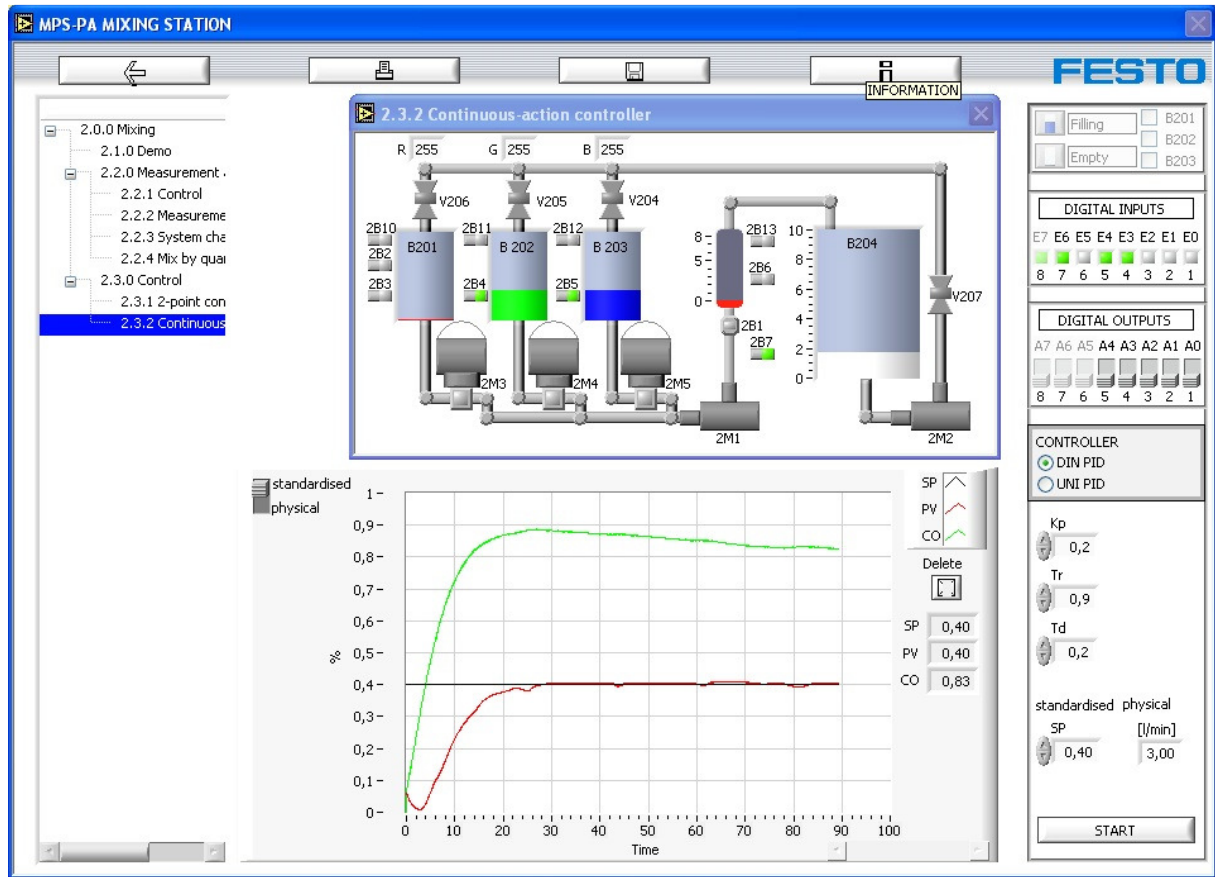 MPS-PA MIXING STATION
INFORMATION
FESTO
2.0.0 Mixing
2.1.0 Demo
2.2.0 Measurement
2.2.1 Control
2.2.2 Measureme
2.2.3 System cha
2.2.4 Mix by quar
2.3.0 Control
2.3.1 2-point con
2.3.2 Continuous
2.3.2 Continuous-action controller
R 255 G 255 B 255
V206 V205 V204
2B10 2B11 2B12 2B13
B201 B 202 B 203 B204
2B2
2B3 2B4 2B5 2B6
8
5
0
10
8
6
4
2
0
V207
2B1
2B7
2M3 2M4 2M5
2M1 2M2
Filling B201
B202
Empty B203
DIGITAL INPUTS
E7 E6 E5 E4 E3 E2 E1 E0
8 7 6 5 4 3 2 1
DIGITAL OUTPUTS
A7 A6 A5 A4 A3 A2 A1 A0
8 7 6 5 4 3 2 1
CONTROLLER
DIN PID
UNI PID
Kp
0,2
Tr
0,9
Td
0,2
standardised physical
SP [l/min]
0,40 3,00
START
standardised
physical
1
0,9
0,8
0,7
0,6
0,5
0,4
0,3
0,2
0,1
0
%
0 10 20 30 40 50 60 70 80 90 100
Time
SP
PV
CO
Delete
SP 0,40
PV 0,40
CO 0,83